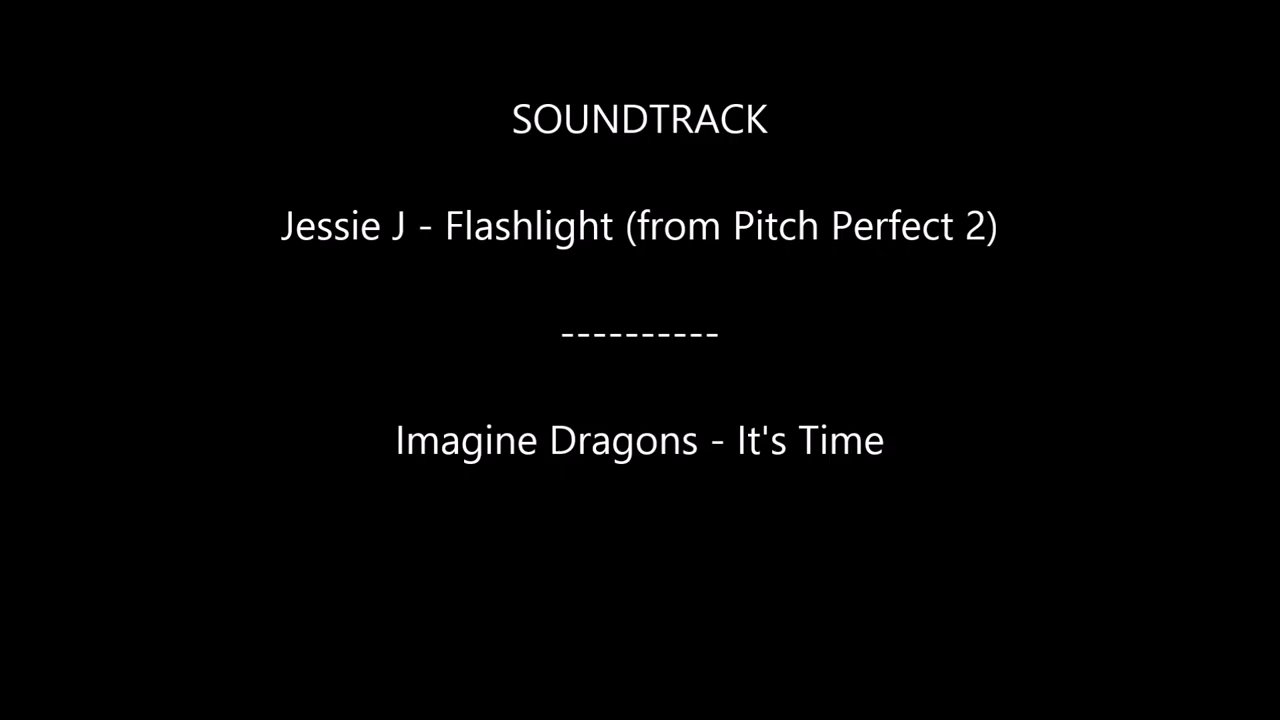 SOUNDTRACK
Jessie J - Flashlight (from Pitch Perfect 2)
----------
Imagine Dragons - It's Time